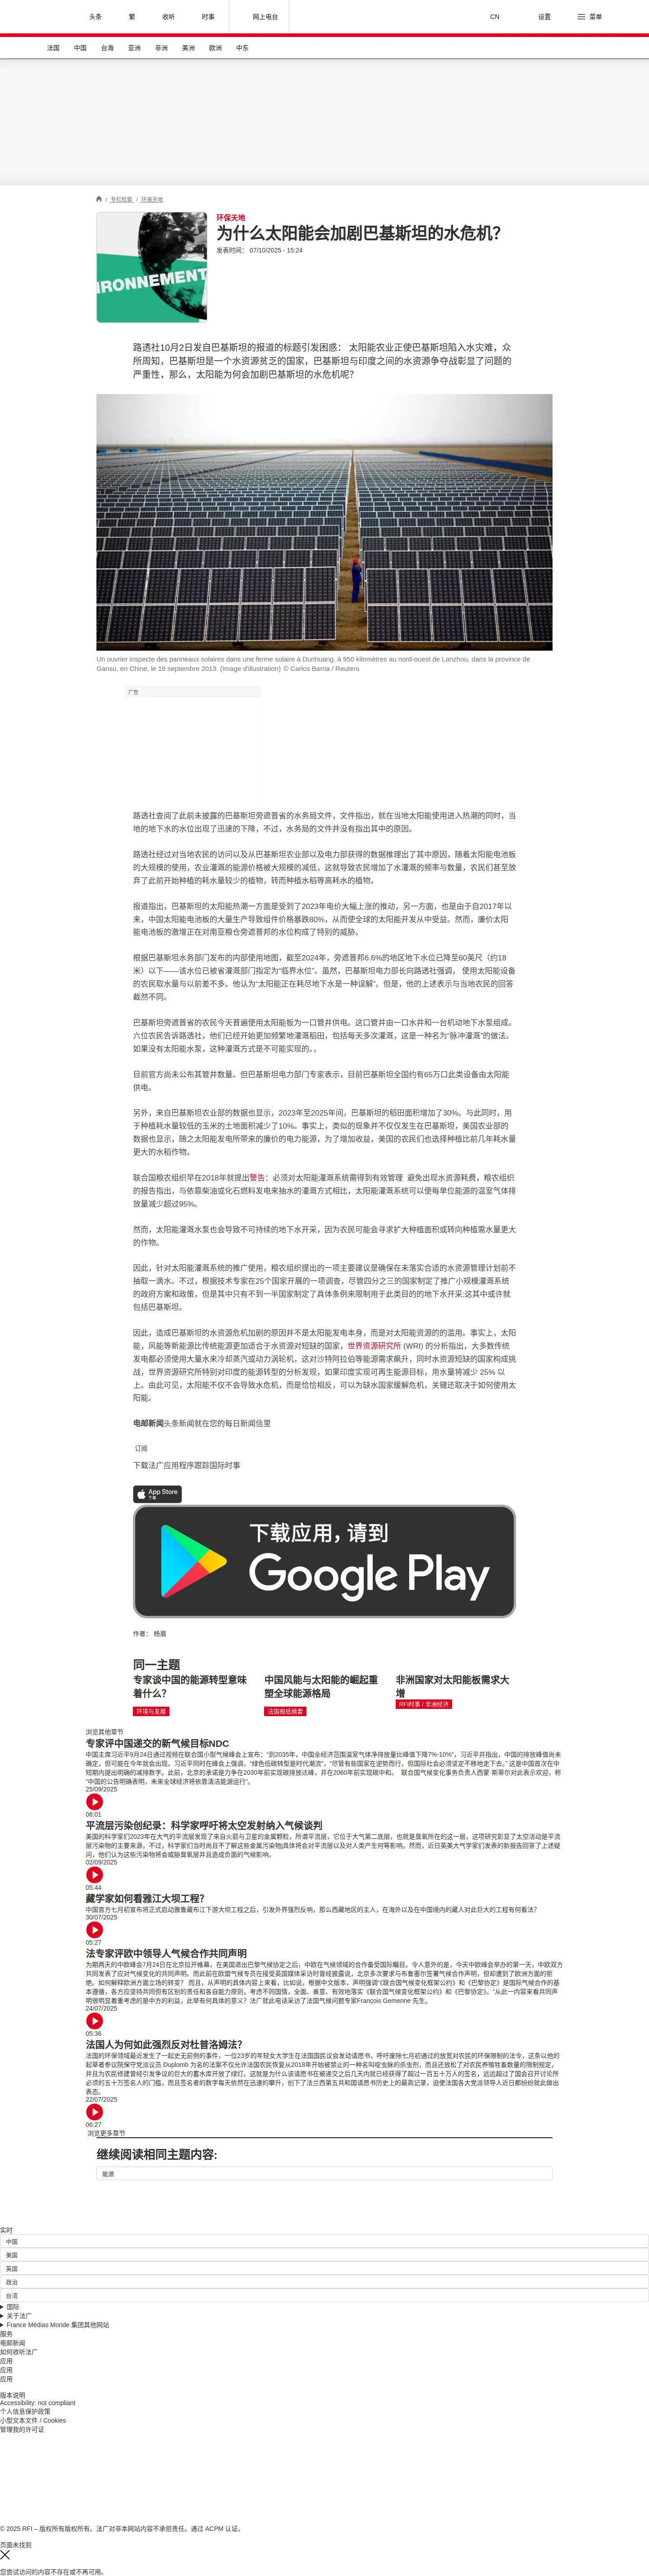 头条
繁
收听
时事
网上电台
CN
设置
菜单
法国
中国
台海
亚洲
非洲
美洲
欧洲
中东
/ 专栏检索 / 环保天地
IRONNEMENT
环保天地
为什么太阳能会加剧巴基斯坦的水危机？
发表时间： 07/10/2025 - 15:24
路透社10月2日发自巴基斯坦的报道的标题引发困惑： 太阳能农业正使巴基斯坦陷入水灾难，众
所周知，巴基斯坦是一个水资源贫乏的国家，巴基斯坦与印度之间的水资源争夺战彰显了问题的
严重性，那么，太阳能为何会加剧巴基斯坦的水危机呢？
Un ouvrier inspecte des panneaux solaires dans une ferme solaire à Dunhuang, à 950 kilomètres au nord-ouest de Lanzhou, dans la province de
Gansu, en Chine, le 16 septembre 2013. (Image d'illustration) © Carlos Barria / Reuters
广告
路透社查阅了此前未披露的巴基斯坦旁遮普省的水务局文件，文件指出，就在当地太阳能使用进入热潮的同时，当
地的地下水的水位出现了迅速的下降，不过，水务局的文件并没有指出其中的原因。
路透社经过对当地农民的访问以及从巴基斯坦农业部以及电力部获得的数据推理出了其中原因，随着太阳能电池板
的大规模的使用，农业灌溉的能源价格被大规模的减低，这就导致农民增加了水灌溉的频率与数量，农民们甚至放
弃了此前开始种植的耗水量较少的植物，转而种植水稻等高耗水的植物。
报道指出，巴基斯坦的太阳能热潮一方面是受到了2023年电价大幅上涨的推动，另一方面，也是由于自2017年以
来，中国太阳能电池板的大量生产导致组件价格暴跌80%，从而使全球的太阳能开发从中受益。然而，廉价太阳
能电池板的激增正在对南亚粮仓旁遮普邦的水位构成了特别的威胁。
根据巴基斯坦水务部门发布的内部使用地图，截至2024年，旁遮普邦6.6%的地区地下水位已降至60英尺（约18
米）以下——该水位已被省灌溉部门指定为“临界水位”。虽然，巴基斯坦电力部长向路透社强调， 使用太阳能设备
的农民取水量与以前差不多。他认为“太阳能正在耗尽地下水是一种误解”。但是，他的上述表示与当地农民的回答
截然不同。
巴基斯坦旁遮普省的农民今天普遍使用太阳能板为一口管井供电。这口管井由一口水井和一台机动地下水泵组成。
六位农民告诉路透社，他们已经开始更加频繁地灌溉稻田，包括每天多次灌溉，这是一种名为“脉冲灌溉”的做法。
如果没有太阳能水泵，这种灌溉方式是不可能实现的。，
目前官方尚未公布其管井数量。但巴基斯坦电力部门专家表示，目前巴基斯坦全国约有65万口此类设备由太阳能
供电。
另外，来自巴基斯坦农业部的数据也显示，2023年至2025年间，巴基斯坦的稻田面积增加了30%。与此同时，用
于种植耗水量较低的玉米的土地面积减少了10%。事实上，类似的现象并不仅仅发生在巴基斯坦，美国农业部的
数据也显示，随之太阳能发电所带来的廉价的电力能源，为了增加收益，美国的农民们也选择种植比前几年耗水量
更大的水稻作物。
联合国粮农组织早在2018年就提出警告：必须对太阳能灌溉系统需得到有效管理 避免出现水资源耗费，粮农组织
的报告指出，与依靠柴油或化石燃料发电来抽水的灌溉方式相比，太阳能灌溉系统可以使每单位能源的温室气体排
放量减少超过95%。
然而，太阳能灌溉水泵也会导致不可持续的地下水开采，因为农民可能会寻求扩大种植面积或转向种植需水量更大
的作物。
因此，针对太阳能灌溉系统的推广使用，粮农组织提出的一项主要建议是确保在未落实合适的水资源管理计划前不
抽取一滴水。不过，根据技术专家在25个国家开展的一项调查，尽管四分之三的国家制定了推广小规模灌溉系统
的政府方案和政策，但是其中只有不到一半国家制定了具体条例来限制用于此类目的的地下水开采;这其中或许就
包括巴基斯坦。
因此，造成巴基斯坦的水资源危机加剧的原因并不是太阳能发电本身，而是对太阳能资源的的滥用。事实上，太阳
能，风能等新能源比传统能源更加适合于水资源对短缺的国家，世界资源研究所 (WRI) 的分析指出，大多数传统
发电都必须使用大量水来冷却蒸汽或动力涡轮机，这对沙特阿拉伯等能源需求飙升，同时水资源短缺的国家构成挑
战，世界资源研究所特别对印度的能源转型的分析发现，如果印度实现可再生能源目标，用水量将减少 25% 以
上。由此可见，太阳能不仅不会导致水危机，而是恰恰相反，可以为缺水国家缓解危机，关键还取决于如何使用太
阳能。
电邮新闻头条新闻就在您的每日新闻信里
订阅
下载法广应用程序跟踪国际时事
App Store
下载
下载应用，请到
Google Play
作者： 杨眉
同一主题
专家谈中国的能源转型意味
着什么？
环境与发展
中国风能与太阳能的崛起重
塑全球能源格局
法国报纸摘要
非洲国家对太阳能板需求大
增
RFI时事 / 非洲经济
浏览其他章节
专家评中国递交的新气候目标NDC
中国主席习近平9月24日通过视频在联合国小型气候峰会上宣布：“到2035年，中国全经济范围温室气体净排放量比峰值下降7%-10%”，习近平并指出，中国的排放峰值尚未
确定，但可能在今年就会出现。习近平同时在峰会上强调，“绿色低碳转型是时代潮流”，“尽管有些国家在逆势而行，但国际社会必须坚定不移地走下去。” 这是中国首次在中
短期内提出明确的减排数字。此前，北京的承诺是力争在2030年前实现碳排放达峰，并在2060年前实现碳中和。 联合国气候变化事务负责人西蒙·斯蒂尔对此表示欢迎，称
“中国的公告明确表明，未来全球经济将依靠清洁能源运行”。
25/09/2025
06:01
平流层污染创纪录：科学家呼吁将太空发射纳入气候谈判
美国的科学家们2023年在大气的平流层发现了来自火箭与卫星的金属颗粒，所谓平流层，它位于大气第二底层，也就是臭氧所在的这一层，这项研究彰显了太空活动是平流
层污染物的主要来源，不过，科学家们当时尚且不了解这些金属污染物j具体将会对平流层以及对人类产生何等影响。然而，近日英美大气学家们发表的新报告回答了上述疑
问，他们认为这些污染物将会威胁臭氧层并且造成负面的气候影响。
02/09/2025
05:44
藏学家如何看雅江大坝工程？
中国官方七月初宣布将正式启动雅鲁藏布江下游大坝工程之后，引发外界强烈反响，那么西藏地区的主人，在海外以及在中国境内的藏人对此巨大的工程有何看法？
30/07/2025
05:27
法专家评欧中领导人气候合作共同声明
为期两天的中欧峰会7月24日在北京拉开帷幕，在美国退出巴黎气候协定之后，中欧在气候领域的合作备受国际瞩目。令人意外的是，今天中欧峰会举办的第一天，中欧双方
共同发表了应对气候变化的共同声明。而此前在欧盟气候专员在接受英国媒体采访时曾经披露说，北京多次要求与布鲁塞尔签署气候合作声明，但却遭到了欧洲方面的拒
绝。如何解释欧洲方面立场的转变？ 而且，从声明的具体内容上来看，比如说，根据中文版本，声明强调“《联合国气候变化框架公约》和《巴黎协定》是国际气候合作的基
本遵循，各方应坚持共同但有区别的责任和各自能力原则，考虑不同国情，全面、善意、有效地落实《联合国气候变化框架公约》和《巴黎协定》。”从此一内容来看共同声
明很明显着重考虑的是中方的利益，此举有何具体的意义？法广就此电话采访了法国气候问题专家François Gemenne 先生。
24/07/2025
05:36
法国人为何如此强烈反对杜普洛姆法？
法国的环保领域最近发生了一起史无前例的事件，一位23岁的年轻女大学生在法国国民议会发动请愿书，呼吁废除七月初通过的放宽对农民的环保限制的法令，这条以他的
起草者参议院保守党派议员 Duplomb 为名的法案不仅允许法国农民恢复从2018年开始被禁止的一种名叫啶虫脒的杀虫剂，而且还放松了对农民养殖牲畜数量的限制规定，
并且为农民修建曾经引发争议的巨大的蓄水库开放了绿灯。这就是为什么该请愿书在被递交之后几天内就已经获得了超过一百五十万人的签名，远远超过了国会召开讨论所
必须的五十万签名人的门槛，而且签名者的数字每天依然在迅速的攀升，创下了法兰西第五共和国请愿书历史上的最高记录，迫使法国各大党派领导人近日都纷纷就此做出
表态。
22/07/2025
06:27
浏览更多章节
继续阅读相同主题内容：
能源
实时
中国
美国
英国
政治
台湾
国际
关于法广
France Médias Monde 集团其他网站
服务
电邮新闻
如何收听法广
应用
应用
应用
版本说明
Accessibility: not compliant
个人信息保护政策
小型文本文件 / Cookies
管理我的许可证
© 2025 RFI – 版权所有版权所有。法广对非本网站内容不承担责任。通过 ACPM 认证。
页面未找到
您尝试访问的内容不存在或不再可用。